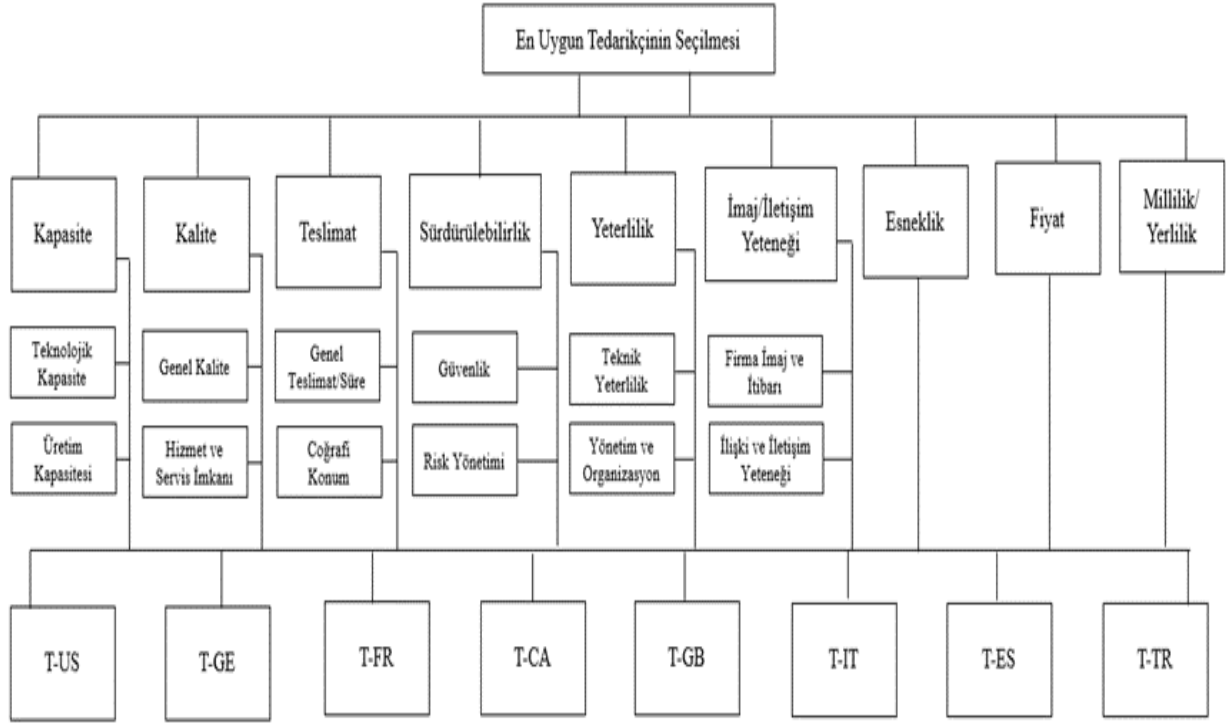 En Uygun Tedarikçinin Seçilmesi
Kapasite
Kalite
Teslimat
Sürdürülebilirlik
Yeterlilik
İmaj/İletişim
Yeteneği
Esneklik
Fiyat
Millilik/
Yerlilik
Teknolojik
Kapasite
Genel Kalite
Genel
Teslimat/Süre
Güvenlik
Teknik
Yeterlilik
Firma İmaj ve
İtibarı
Üretim
Kapasitesi
Hizmet ve
Servis İmkanı
Coğrafi
Konum
Risk Yönetimi
Yönetim ve
Organizasyon
İlişki ve İletişim
Yeteneği
T-US
T-GE
T-FR
T-CA
T-GB
T-IT
T-ES
T-TR